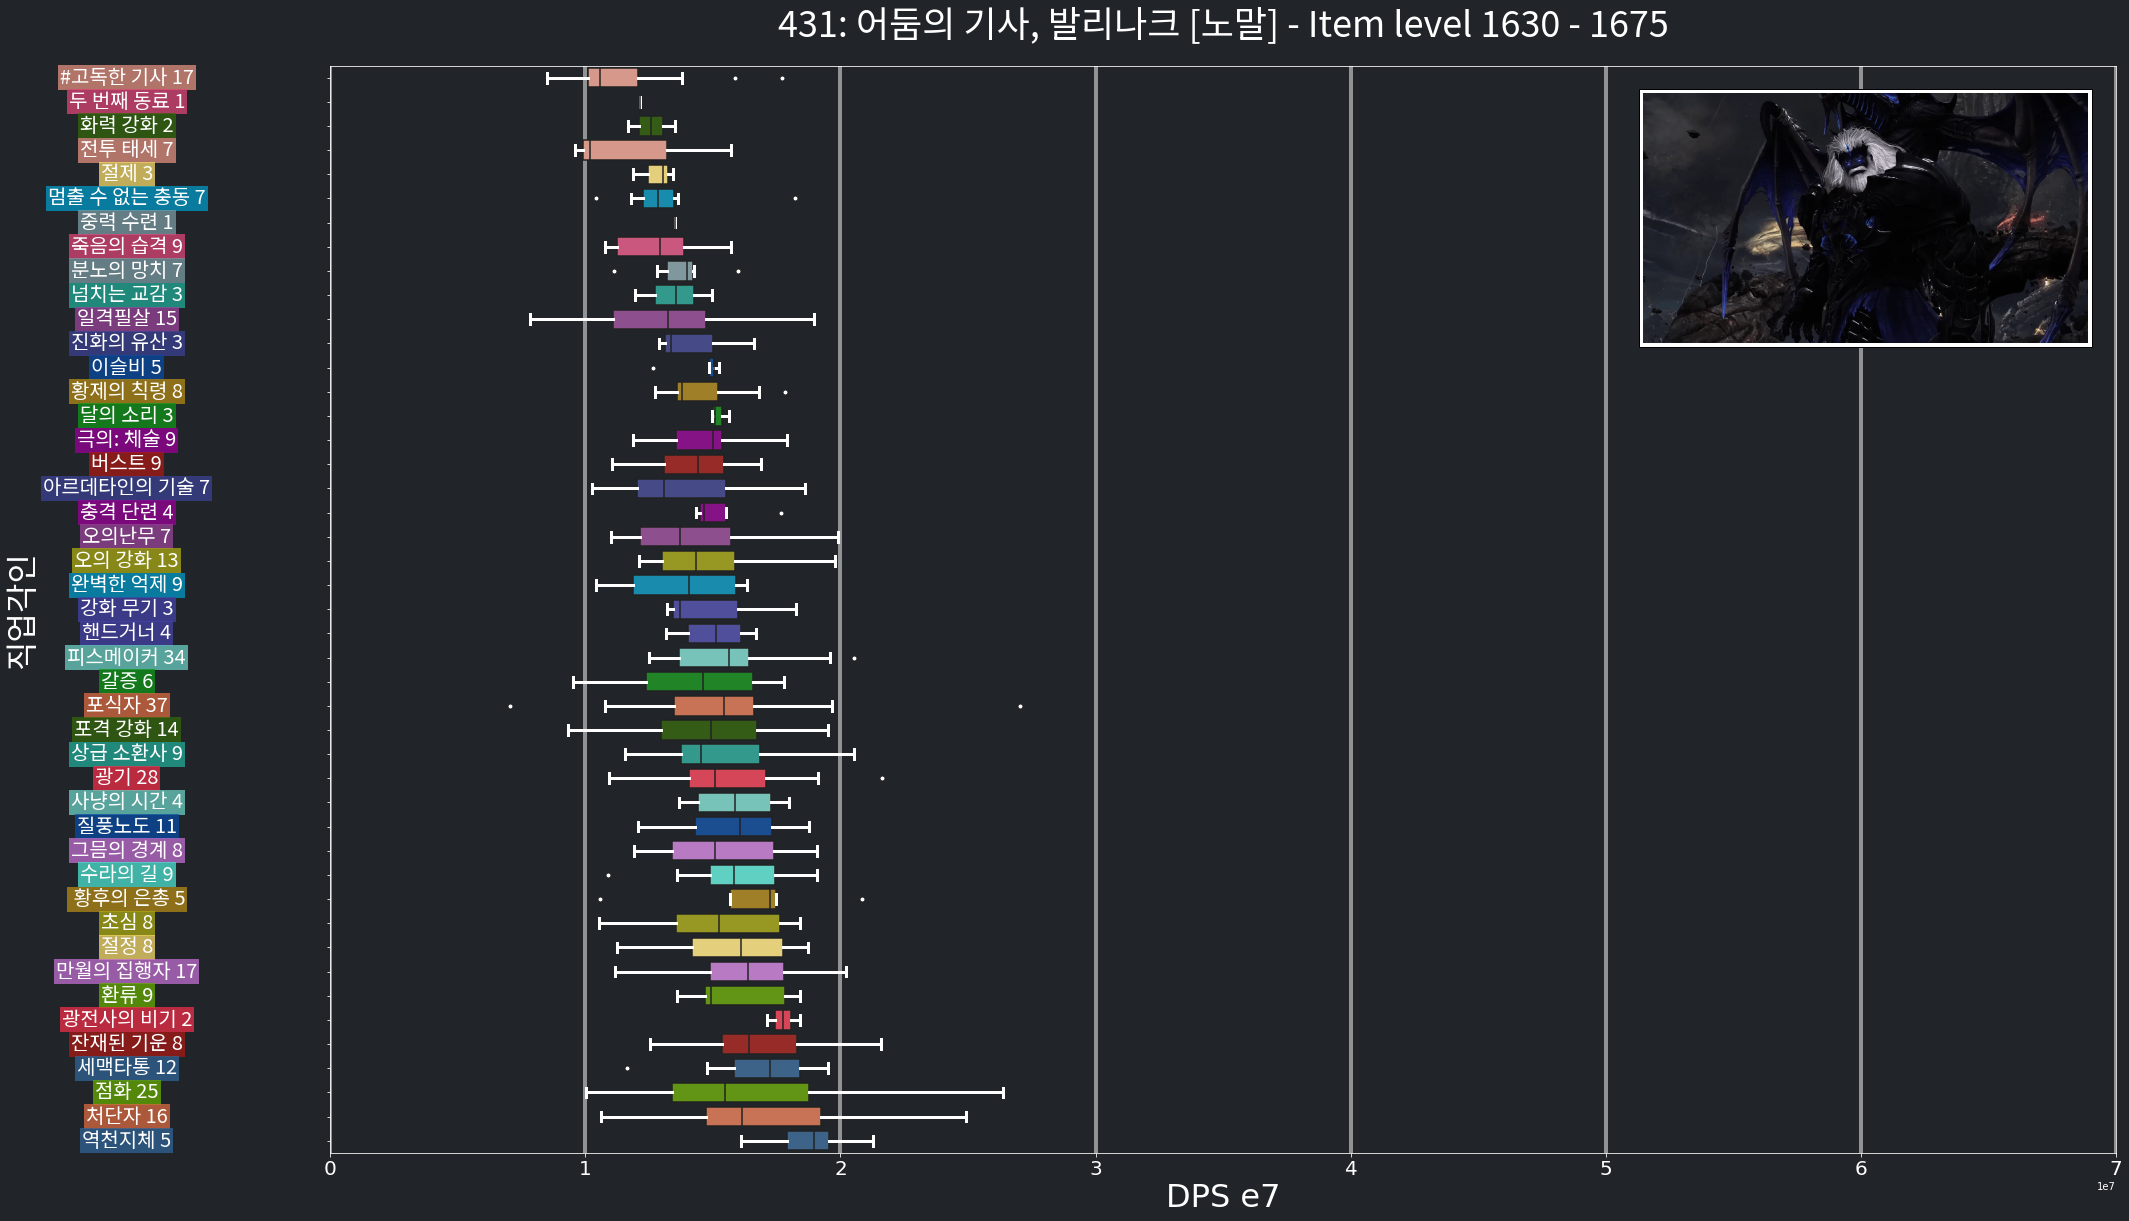 431: 어둠의 기사, 발리나크 [노말] - Item level 1630 - 1675
#고독한 기사 17
두 번째 동료 1
화력 강화 2
전투 태세 7
절제 3
멈출 수 없는 충동 7
중력 수련 1
죽음의 습격 9
분노의 망치 7
넘치는 교감 3
일격필살 15
진화의 유산 3
이슬비 5
황제의 칙령 8
달의 소리 3
극의: 체술 9
버스트 9
아르데타인의 기술 7
충격 단련 4
오의난무 7
오의 강화 13
완벽한 억제 9
강화 무기 3
핸드거너 4
피스메이커 34
갈증 6
포식자 37
포격 강화 14
상급 소환사 9
광기 28
사냥의 시간 4
질풍노도 11
그믐의 경계 8
수라의 길 9
황후의 은총 5
초심 8
절정 8
만월의 집행자 17
환류 9
광전사의 비기 2
잔재된 기운 8
세맥타통 12
점화 25
처단자 16
역천지체 5
직업각인
0 1 2 3 4 5 6 7
1e7
DPS e7